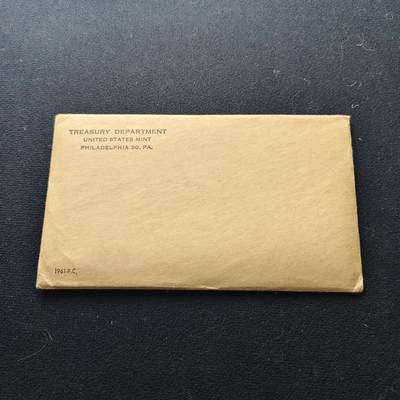 TREASURY DEPARTMENT
UNITED STATES MINT
PHILADELPHIA 30, PA.
1961-P.C.